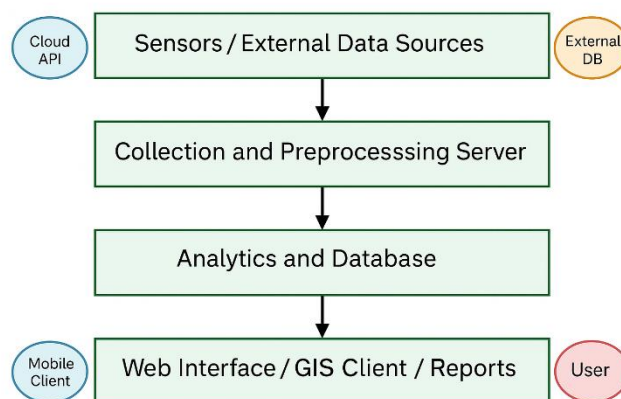 Cloud
API
Sensors / External Data Sources
External
DB
Collection and Preprocesssing Server
Analytics and Database
Mobile
Client
Web Interface / GIS Client / Reports
User